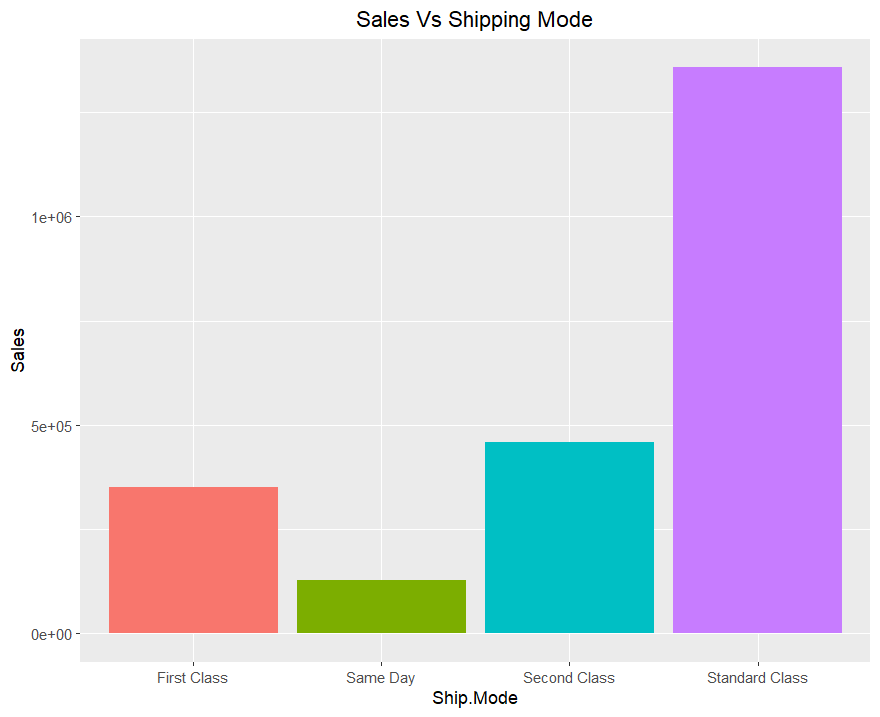 Sales Vs Shipping Mode
Sales
1e+06
5e+05
0e+00
First Class
Same Day
Second Class
Standard Class
Ship.Mode